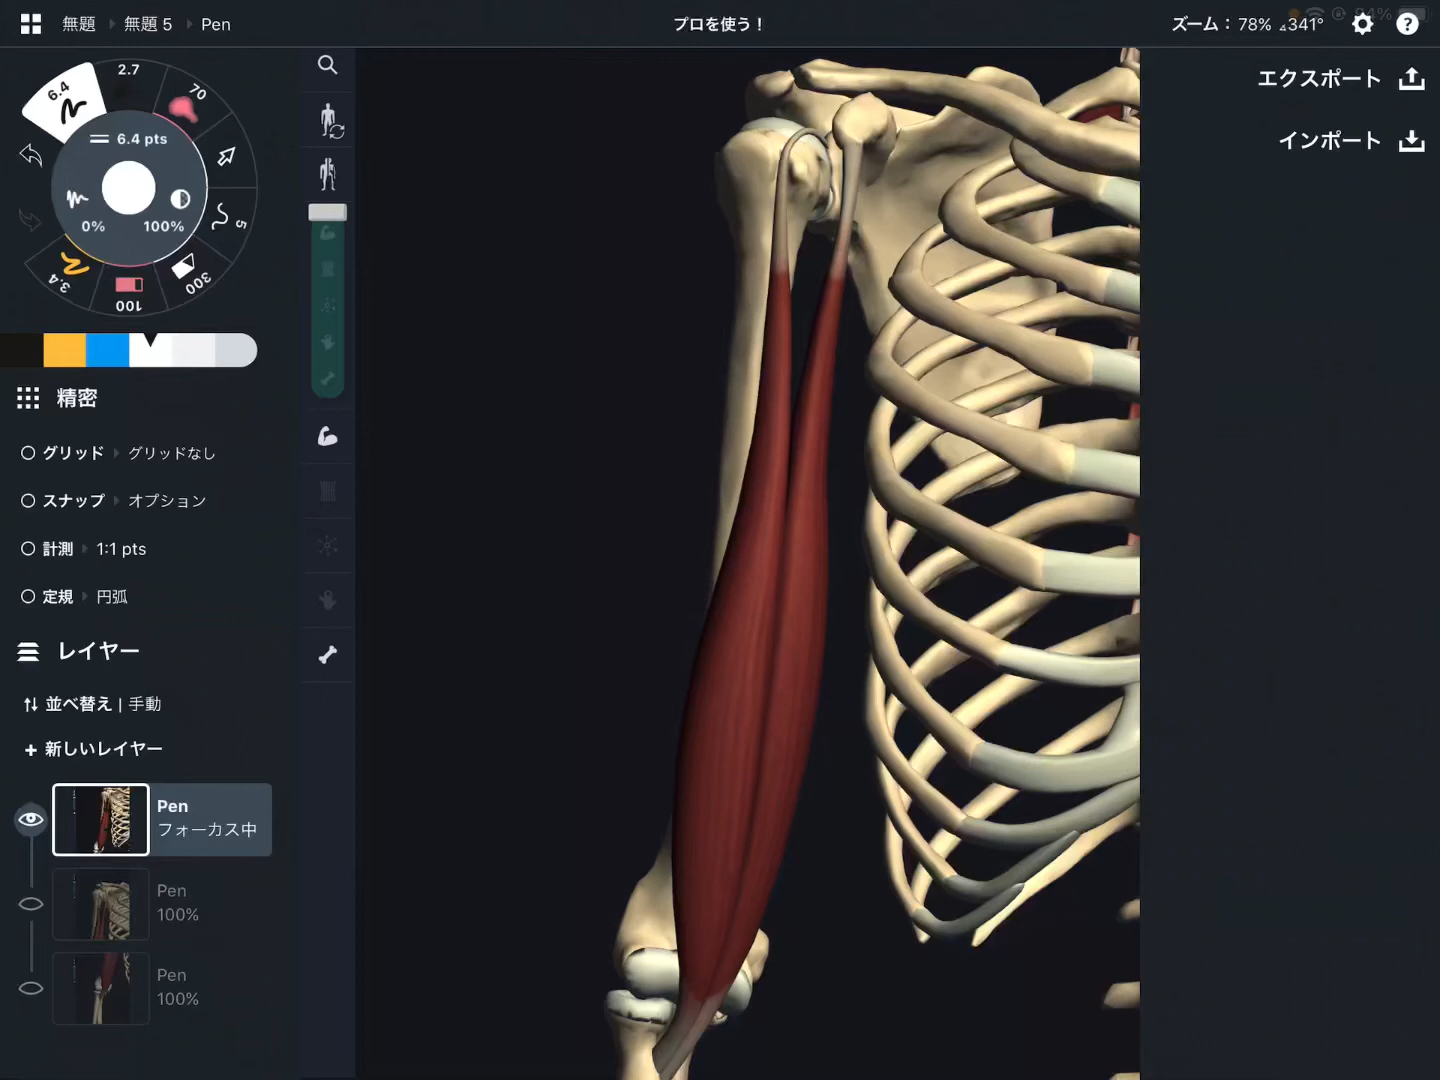 無題 無題 5 Pen
プロを使う！
ズーム：78% 341°
エクスポート
インポート
6.4
2.7
70
5
300
100
3.4
6.4 pts
0% 100%
精密
グリッド グリッドなし
スナップ オプション
計測 1:1 pts
定規 円弧
レイヤー
並べ替え | 手動
+ 新しいレイヤー
Pen
フォーカス中
Pen
100%
Pen
100%